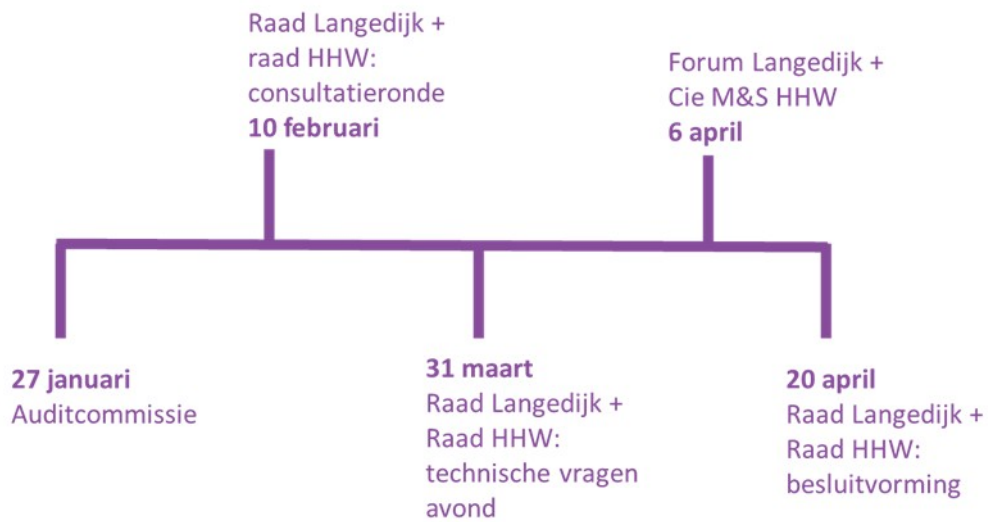 Raad Langedijk +
raad HHW:
consultatieronde
10 februari
Forum Langedijk +
Cie M&S HHW
6 april
27 januari
Auditcommissie
31 maart
Raad Langedijk +
Raad HHW:
technische vragen
avond
20 april
Raad Langedijk +
Raad HHW:
besluitvorming